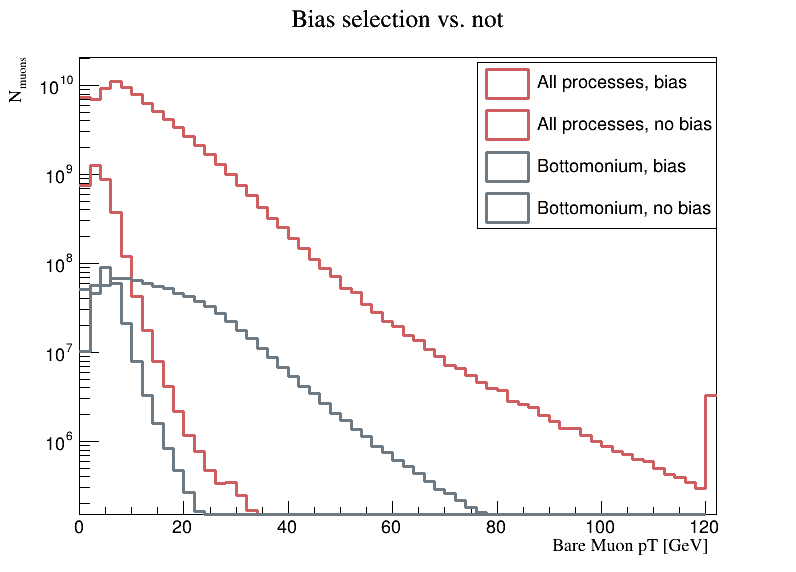 Bias selection vs. not
N_muons
10^10
10^9
10^8
10^7
10^6
All processes, bias
All processes, no bias
Bottomonium, bias
Bottomonium, no bias
0 20 40 60 80 100 120
Bare Muon pT [GeV]